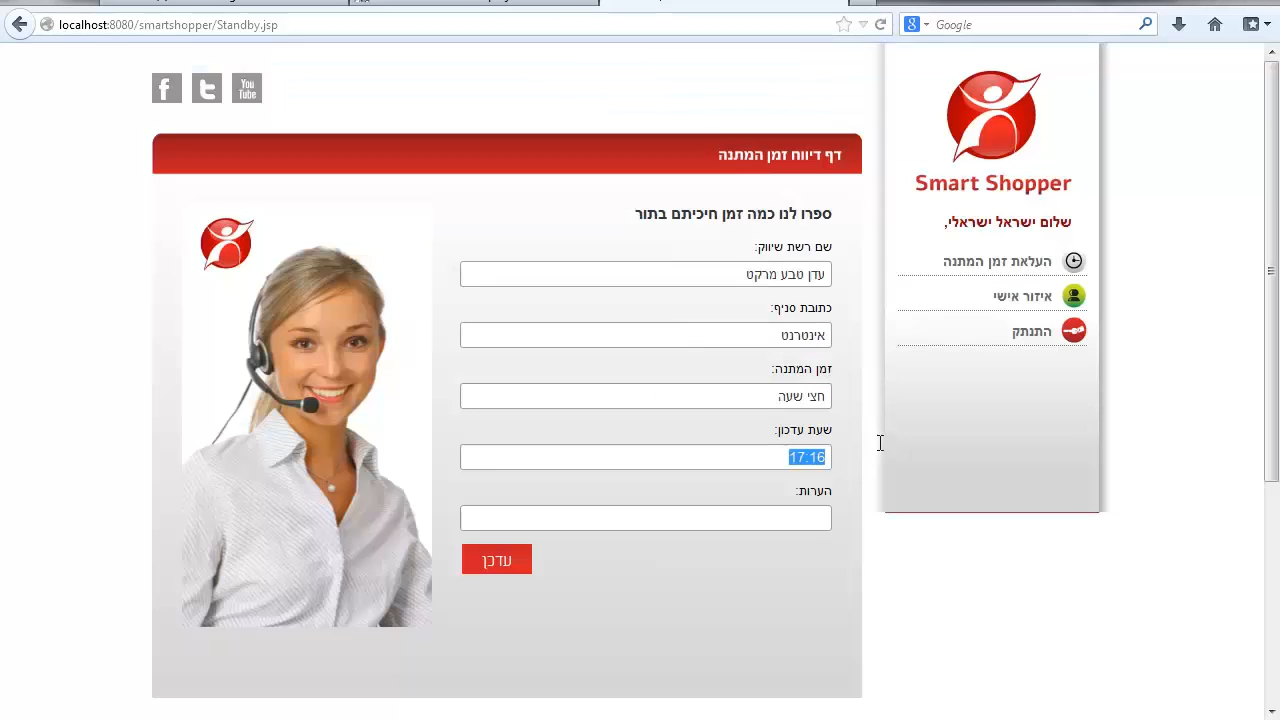 localhost:8080/smartshopper/Standby.jsp
Google
You
Tube
Smart Shopper
שלום ישראל ישראלי,
העלאת זמן המתנה
איזור אישי
התנתק
דף דיווח זמן המתנה
ספרו לנו כמה זמן חיכיתם בתור
שם רשת שיווק:
עדן טבע מרקט
כתובת סניף:
אינטרנט
זמן המתנה:
חצי שעה
שעת עדכון:
17:16
הערות:
עדכן